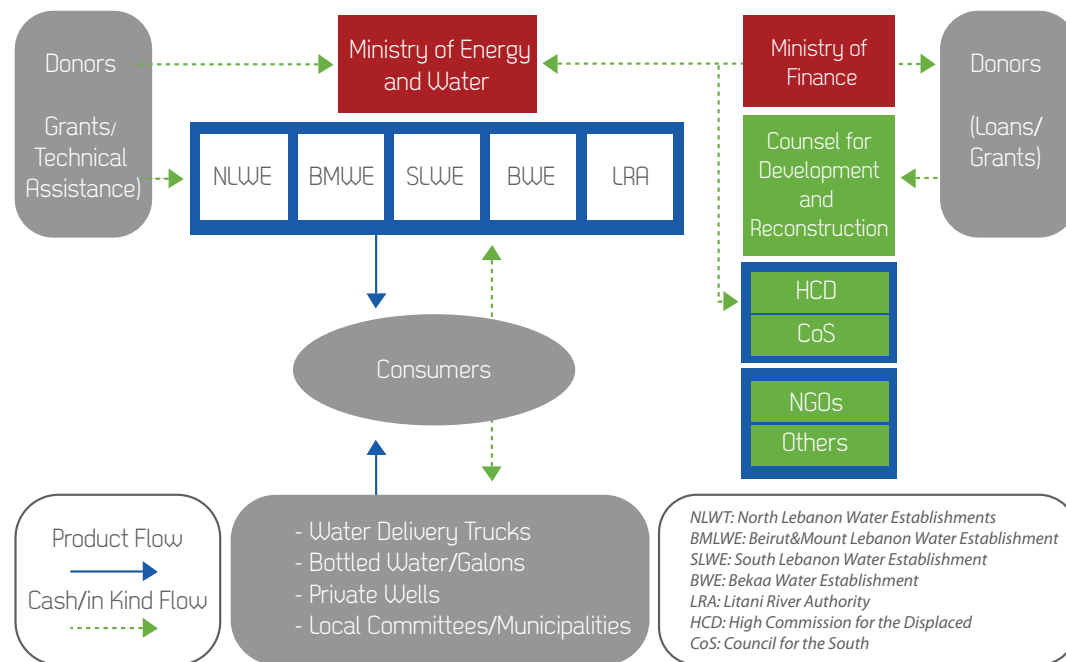 Donors
Grants/
Technical
Assistance)
Ministry of Energy
and Water
Ministry of
Finance
Donors
(Loans/
Grants)
NLWE
BMWE
SLWE
BWE
LRA
Counsel for
Development
and
Reconstruction
HCD
CoS
NGOs
Others
Consumers
Product Flow
Cash/in Kind Flow
- Water Delivery Trucks
- Bottled Water/Galons
- Private Wells
- Local Committees/Municipalities
NLWT: North Lebanon Water Establishments
BMLWE: Beirut&Mount Lebanon Water Establishment
SLWE: South Lebanon Water Establishment
BWE: Bekaa Water Establishment
LRA: Litani River Authority
HCD: High Commission for the Displaced
CoS: Council for the South